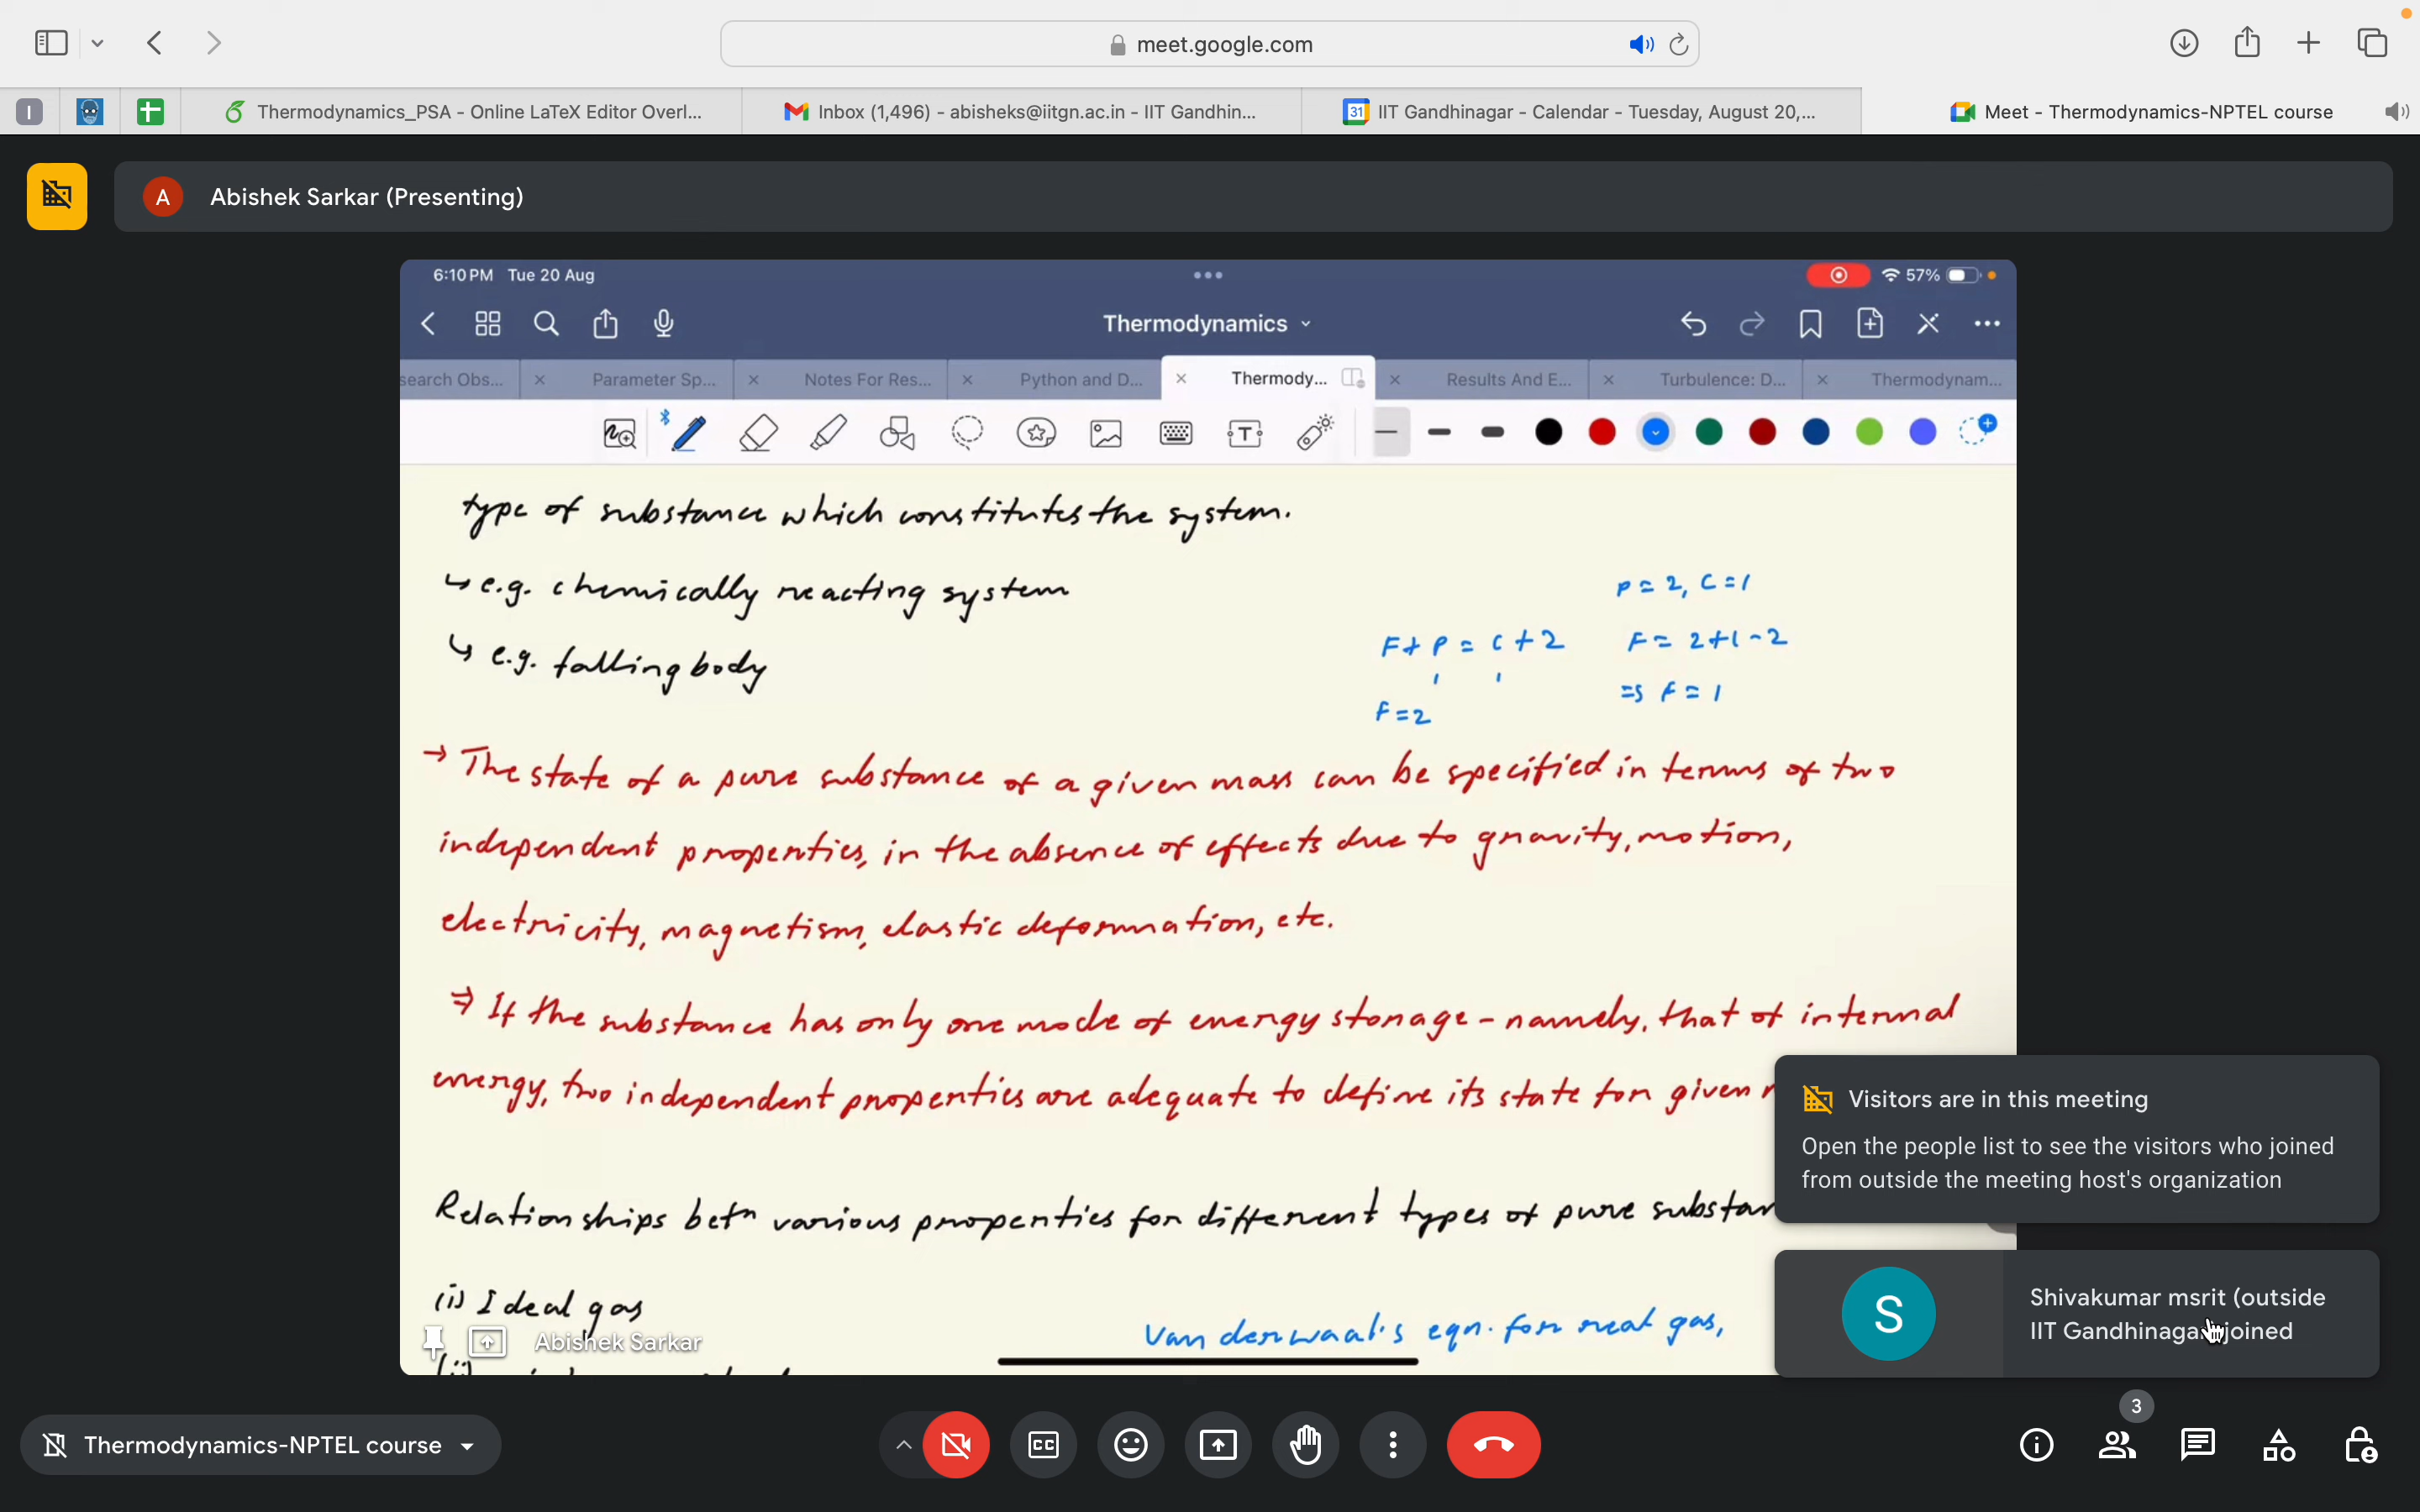 meet.google.com
I
Thermodynamics_PSA - Online LaTeX Editor Overl...
Inbox (1,496) - abisheks@iitgn.ac.in - IIT Gandhin...
31
IIT Gandhinagar - Calendar - Tuesday, August 20,...
Meet - Thermodynamics-NPTEL course
A
Abishek Sarkar (Presenting)
6:10 PM Tue 20 Aug
57%
Thermodynamics
search Obs...
Parameter Sp...
Notes For Res...
Python and D...
Thermody...
Results And E...
Turbulence: D...
Thermodynam...
type of substance which constitutes the system.
↳ e.g. chemically reacting system
P = 2, C = 1
F + P = C + 2
F = 2+1-2
↳ e.g. falling body
⇒ F = 1
F = 2
→ The state of a pure substance of a given mass can be specified in terms of two
independent properties, in the absence of effects due to gravity, motion,
electricity, magnetism, elastic deformation, etc.
⇒ If the substance has only one mode of energy storage - namely, that of internal
energy, two independent properties are adequate to define its state for given
Relationships betn various properties for different types of pure substan
(i) Ideal gas
Van derwaal's eqn. for real gas,
(ii)
Abishek Sarkar
Visitors are in this meeting
Open the people list to see the visitors who joined
from outside the meeting host's organization
S
Shivakumar msrit (outside
IIT Gandhinagar) joined
Thermodynamics-NPTEL course
CC
3